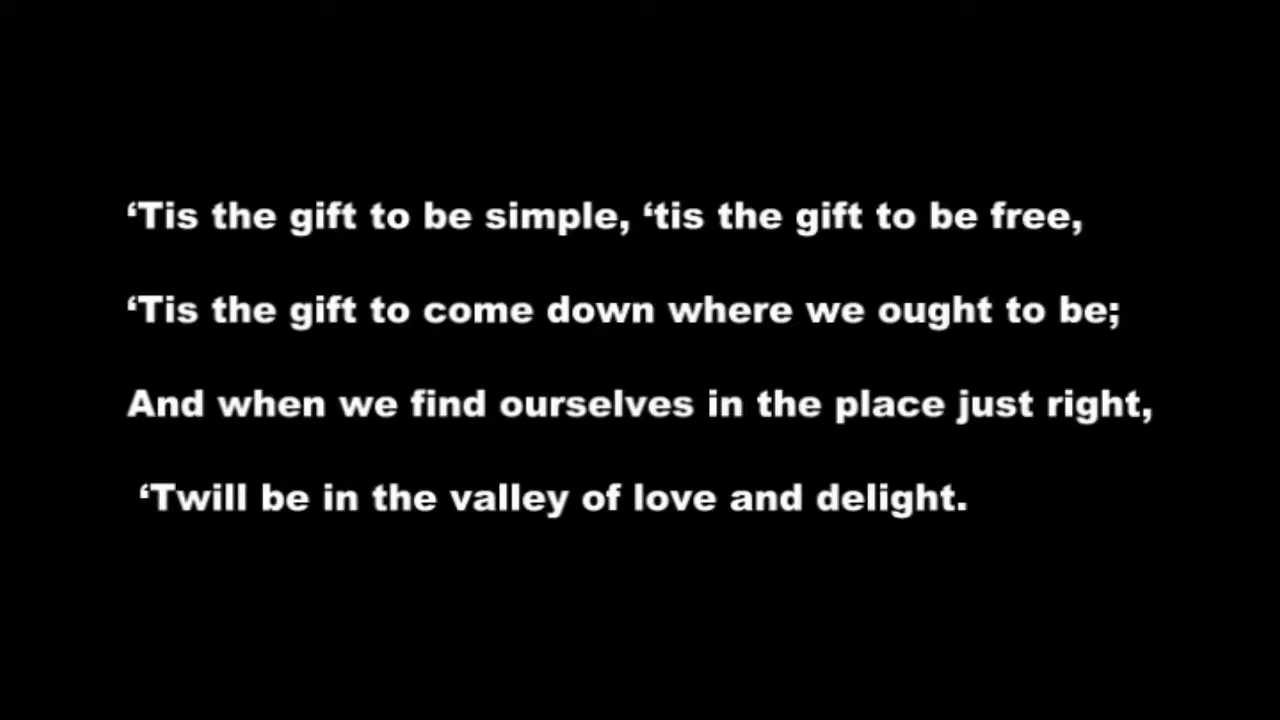 ‘Tis the gift to be simple, ‘tis the gift to be free,
‘Tis the gift to come down where we ought to be;
And when we find ourselves in the place just right,
‘Twill be in the valley of love and delight.